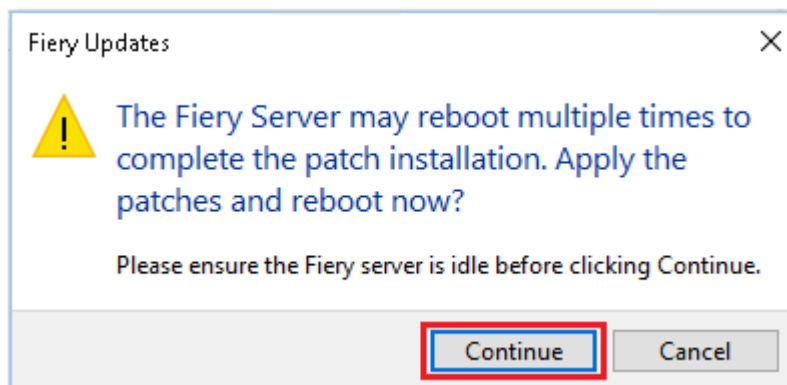 Fiery Updates
The Fiery Server may reboot multiple times to
complete the patch installation. Apply the
patches and reboot now?
Please ensure the Fiery server is idle before clicking Continue.
Continue
Cancel